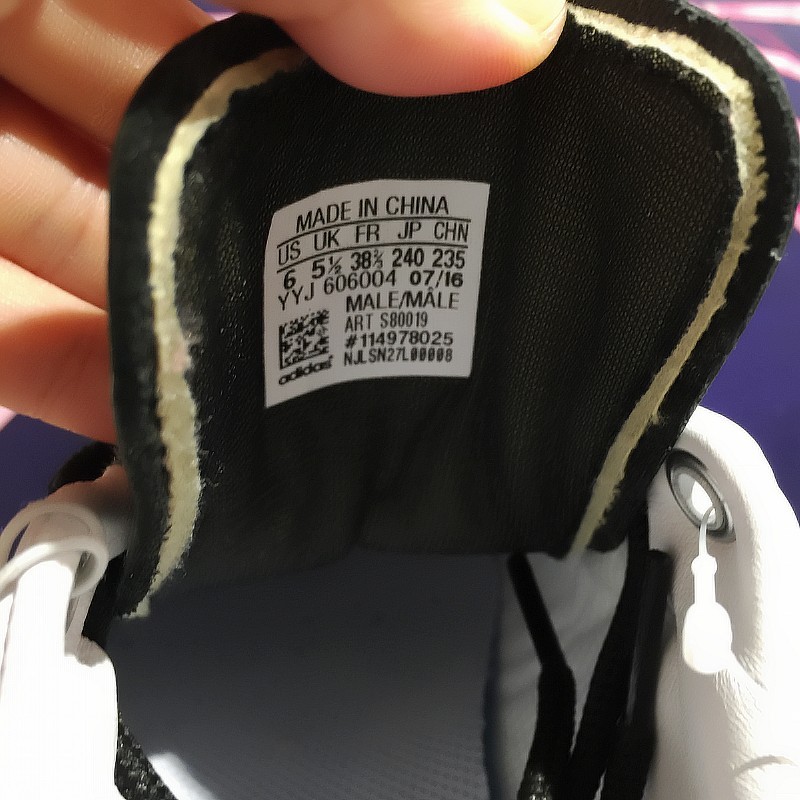 MADE IN CHINA
US UK FR JP CHN
6 5½ 38⅔ 240 235
YYJ 606004 07/16
MALE/MÂLE
ART S80019
#114978025
NJLSN27L00008
adidas